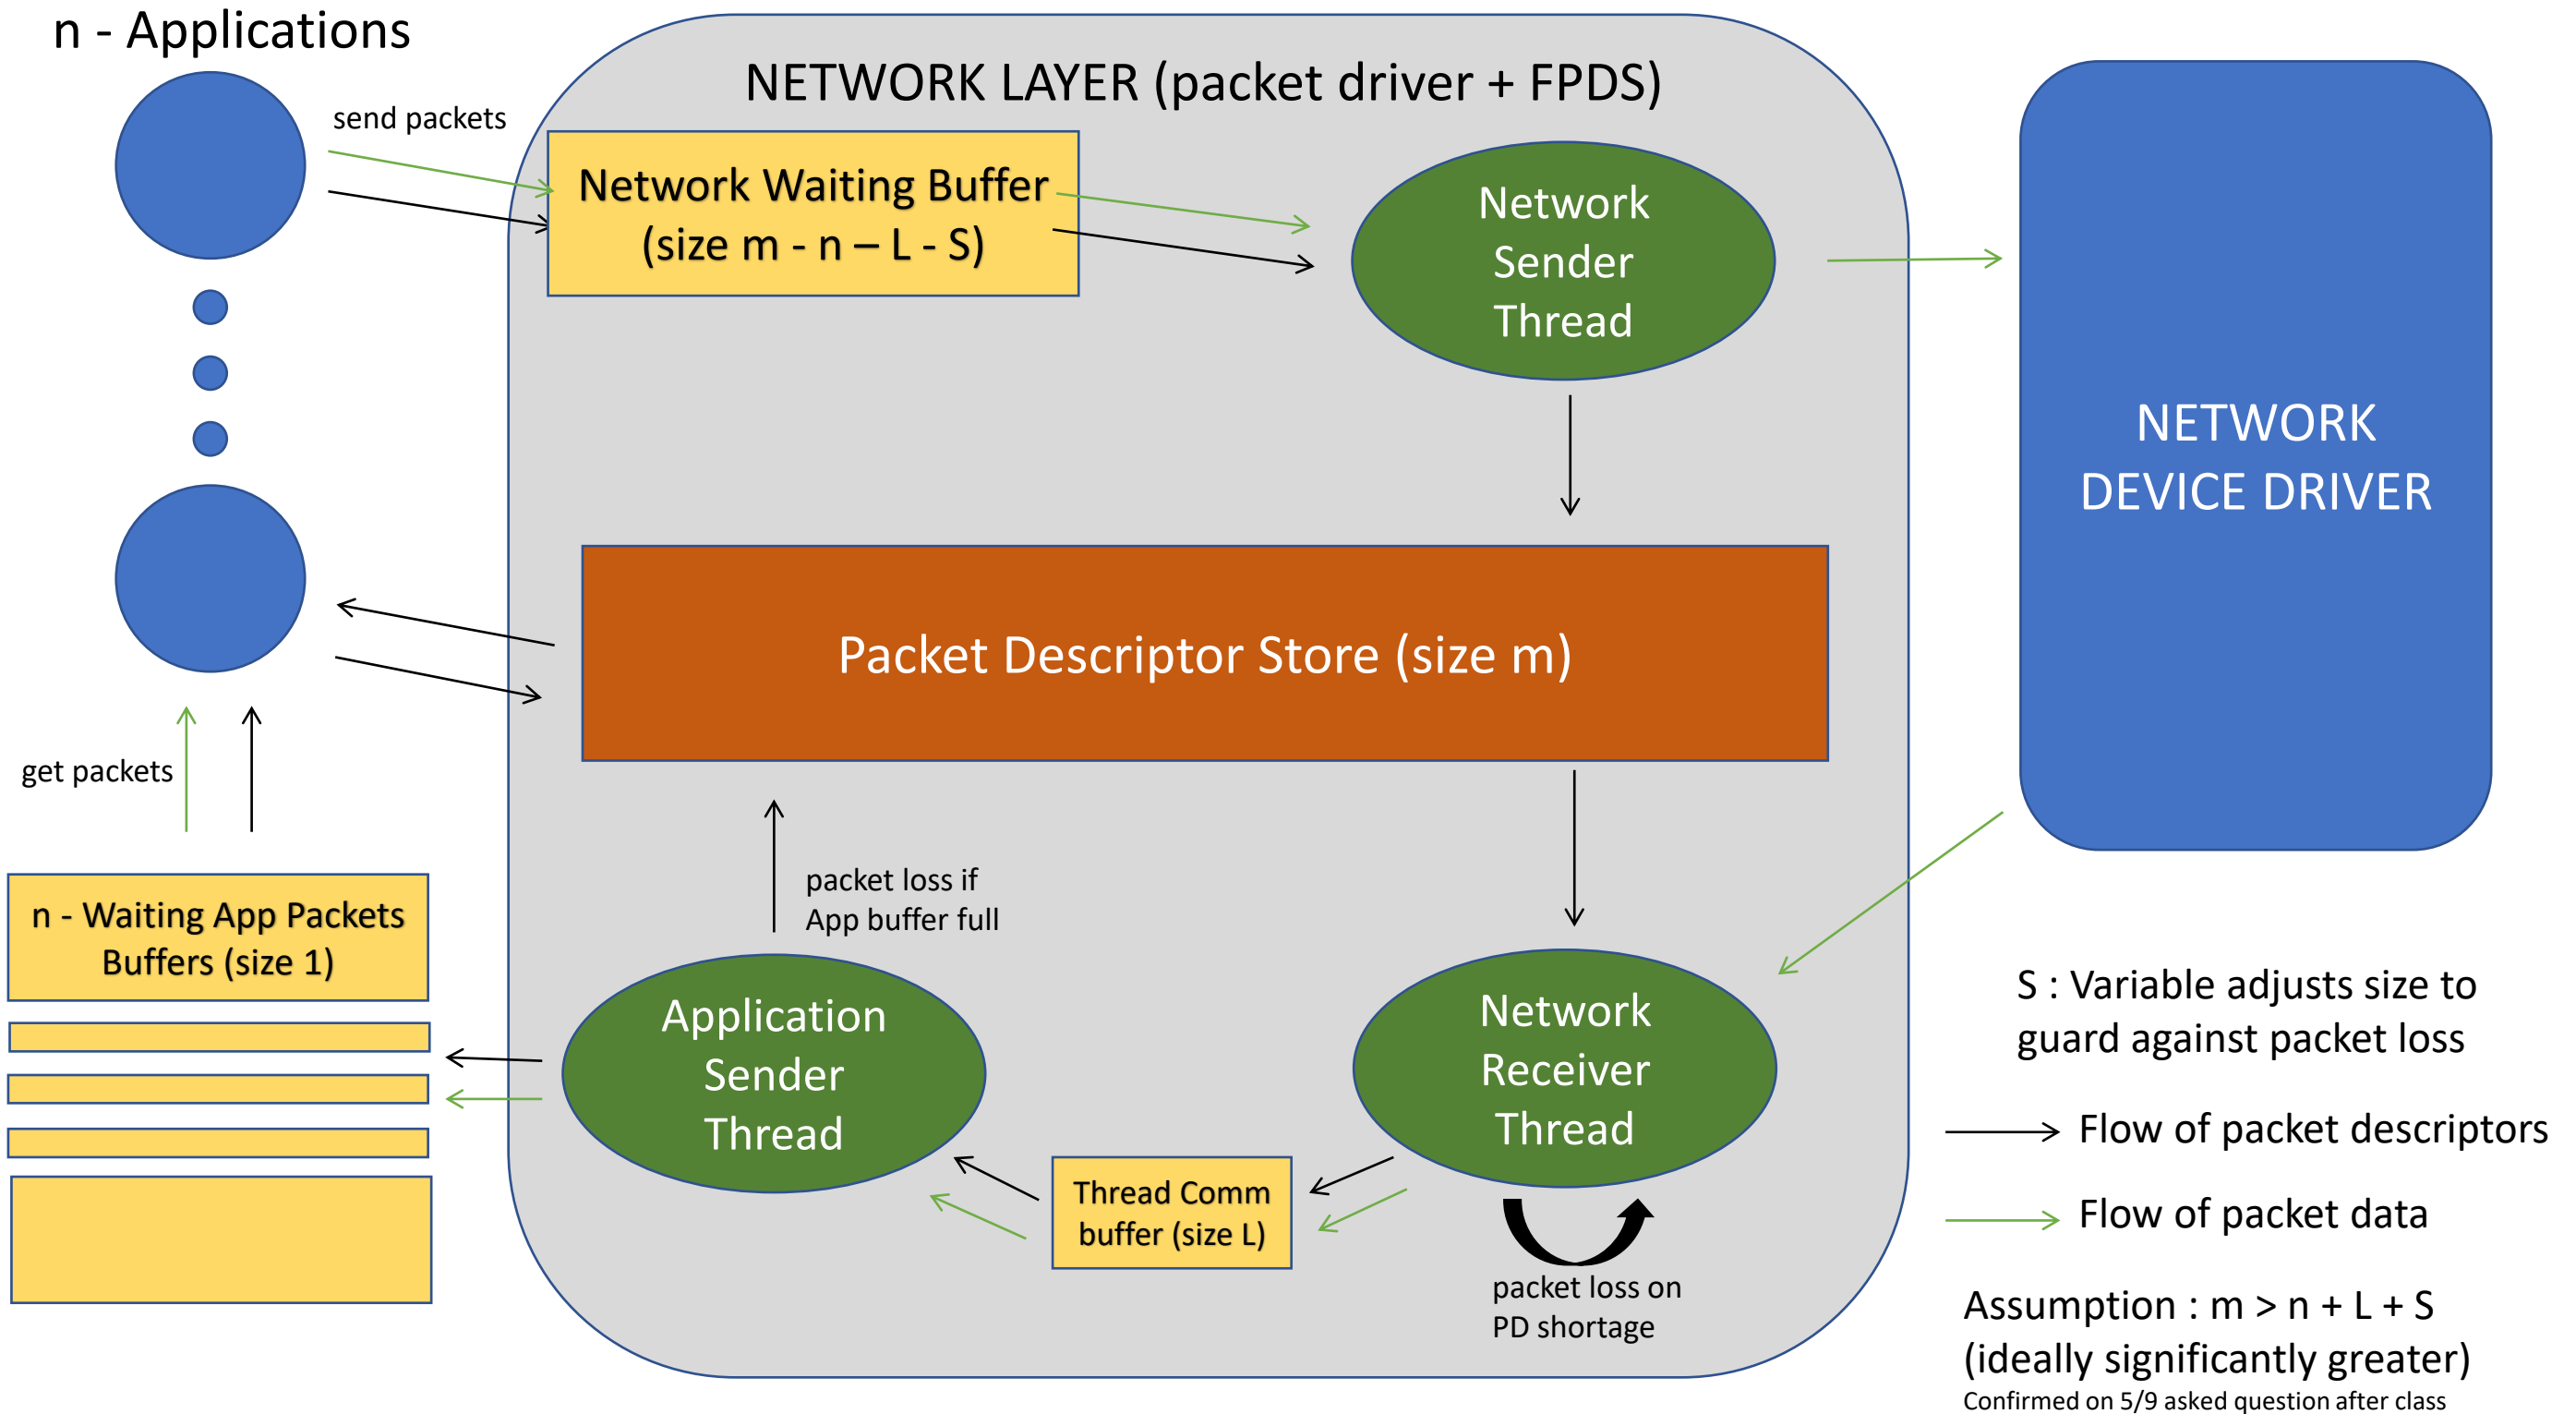 n - Applications
NETWORK LAYER (packet driver + FPDS)
send packets
Network Waiting Buffer
(size m - n – L - S)
Network
Sender
Thread
NETWORK
DEVICE DRIVER
Packet Descriptor Store (size m)
get packets
packet loss if
App buffer full
n - Waiting App Packets
Buffers (size 1)
Application
Sender
Thread
Network
Receiver
Thread
Thread Comm
buffer (size L)
packet loss on
PD shortage
S : Variable adjusts size to
guard against packet loss
Flow of packet descriptors
Flow of packet data
Assumption : m > n + L + S
(ideally significantly greater)
Confirmed on 5/9 asked question after class